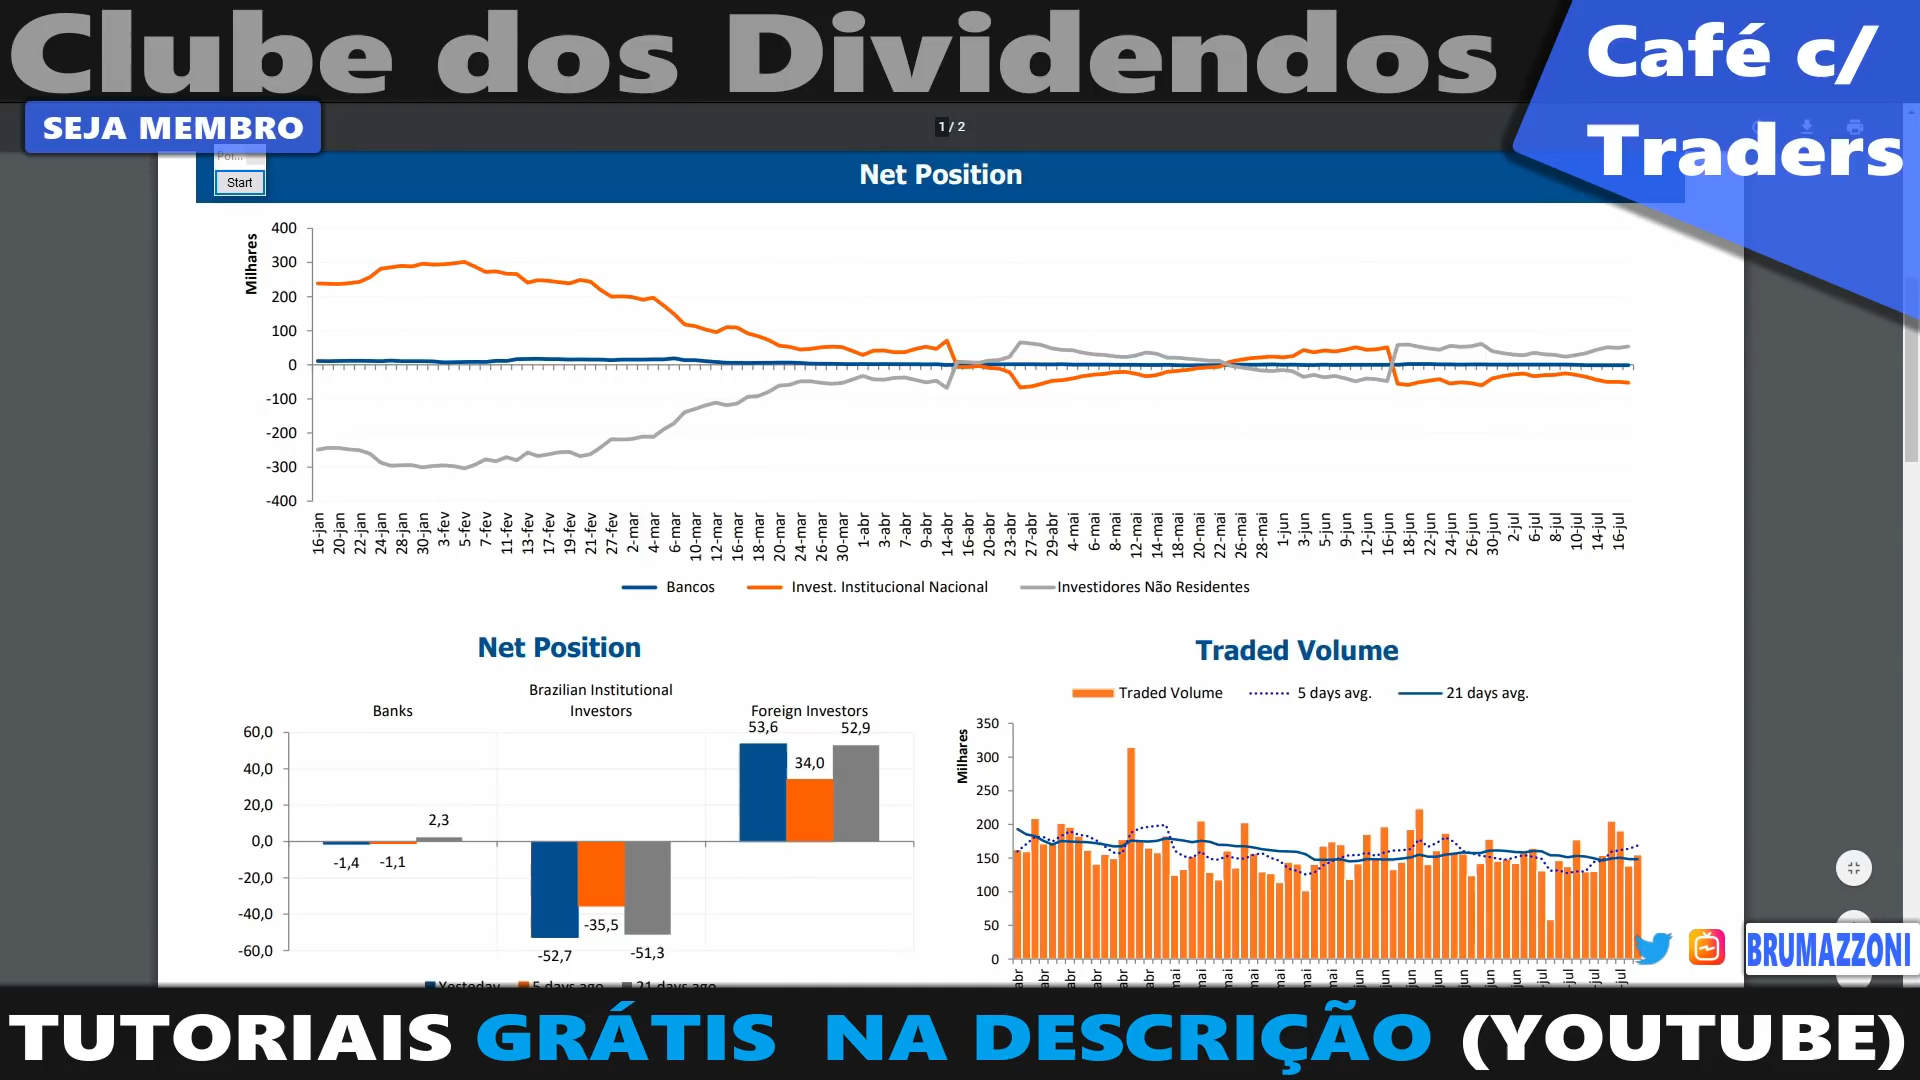 Clube dos Dividendos
Café c/
Traders
SEJA MEMBRO
1 / 2
Start
Net Position
Milhares
400
300
200
100
0
-100
-200
-300
-400
16-jan
20-jan
22-jan
24-jan
28-jan
30-jan
3-fev
5-fev
7-fev
11-fev
13-fev
17-fev
19-fev
21-fev
27-fev
2-mar
4-mar
6-mar
10-mar
12-mar
16-mar
18-mar
20-mar
24-mar
26-mar
30-mar
1-abr
3-abr
7-abr
9-abr
14-abr
16-abr
20-abr
23-abr
27-abr
29-abr
4-mai
6-mai
8-mai
12-mai
14-mai
18-mai
20-mai
22-mai
26-mai
28-mai
1-jun
3-jun
5-jun
9-jun
12-jun
16-jun
18-jun
22-jun
24-jun
26-jun
30-jun
2-jul
6-jul
8-jul
10-jul
14-jul
16-jul
Bancos
Invest. Institucional Nacional
Investidores Não Residentes
Net Position
Banks
Brazilian Institutional
Investors
Foreign Investors
60,0
40,0
20,0
0,0
-20,0
-40,0
-60,0
-1,4
-1,1
2,3
-52,7
-35,5
-51,3
53,6
34,0
52,9
Yesteday
5 days ago
21 days ago
Traded Volume
Traded Volume
5 days avg.
21 days avg.
Milhares
350
300
250
200
150
100
50
0
BRUMAZZONI
TUTORIAIS GRÁTIS NA DESCRIÇÃO (YOUTUBE)